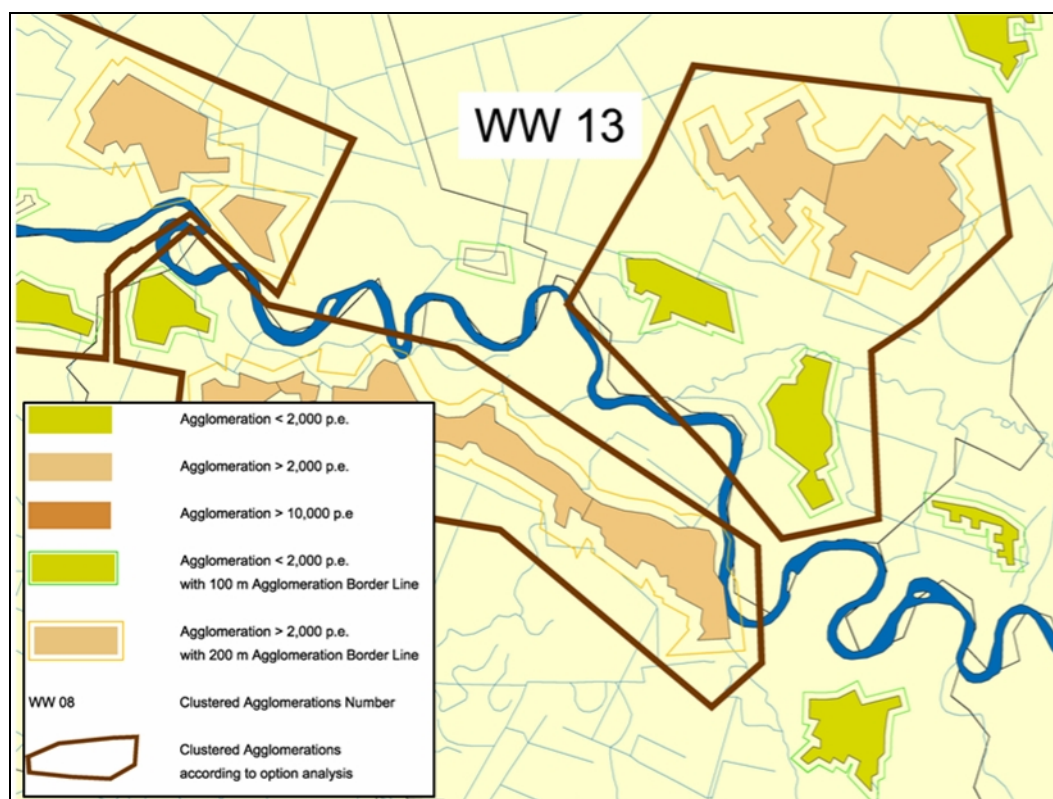 WW 13
Agglomeration < 2,000 p.e.
Agglomeration > 2,000 p.e.
Agglomeration > 10,000 p.e
Agglomeration < 2,000 p.e.
with 100 m Agglomeration Border Line
Agglomeration > 2,000 p.e.
with 200 m Agglomeration Border Line
WW 08 Clustered Agglomerations Number
Clustered Agglomerations
according to option analysis